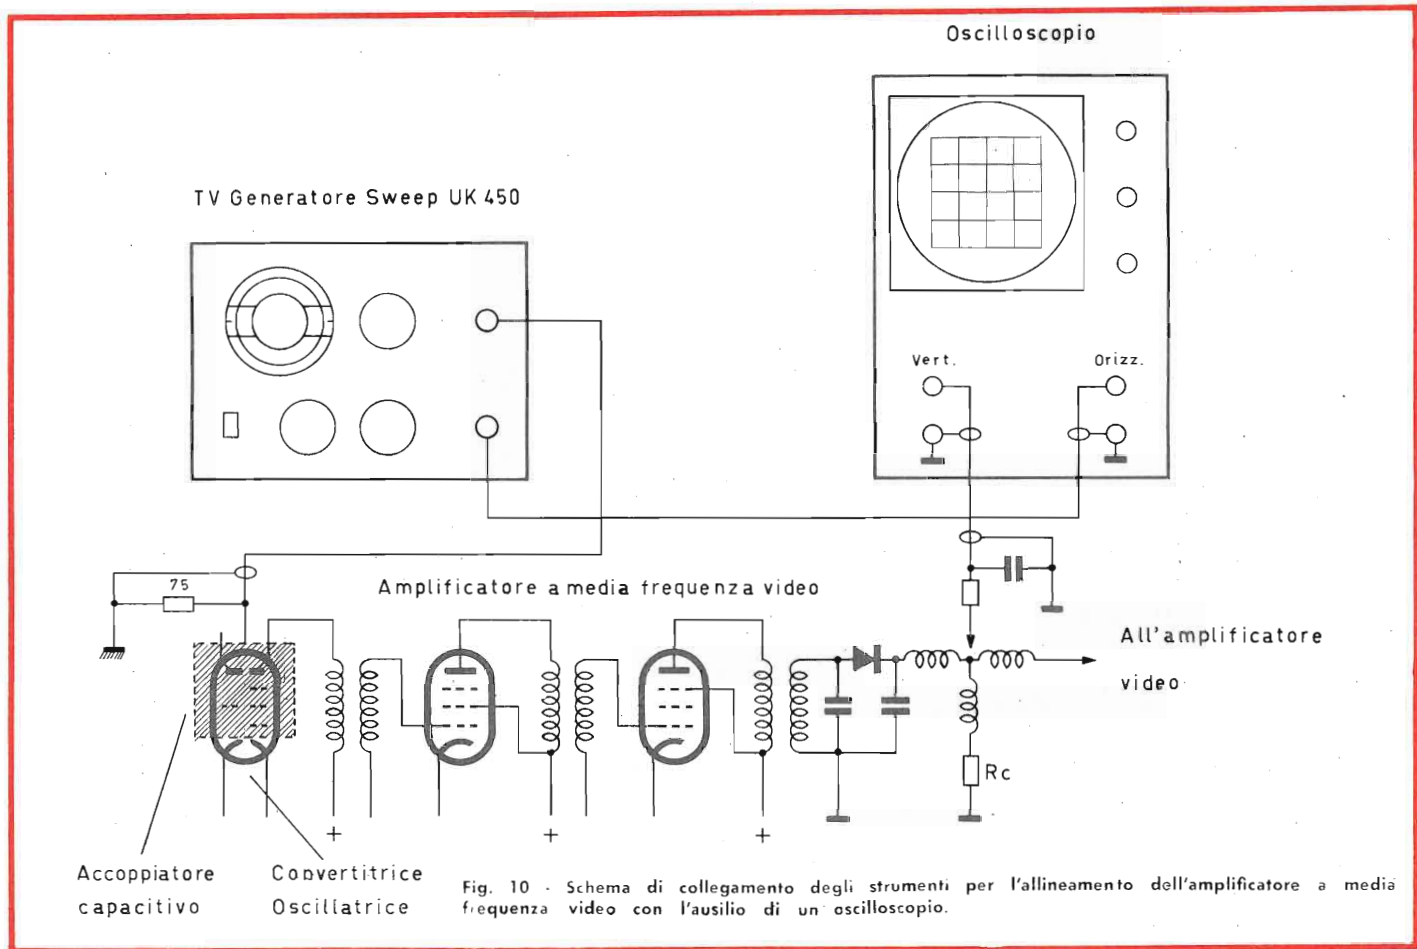 Oscilloscopio
TV Generatore Sweep UK 450
Vert.
Orizz.
75
Amplificatore a media frequenza video
All'amplificatore
video
Rc
+
+
+
Accoppiatore
capacitivo
Convertitrice
Oscillatrice
Fig. 10 - Schema di collegamento degli strumenti per l'allineamento dell'amplificatore a media
frequenza video con l'ausilio di un oscilloscopio.